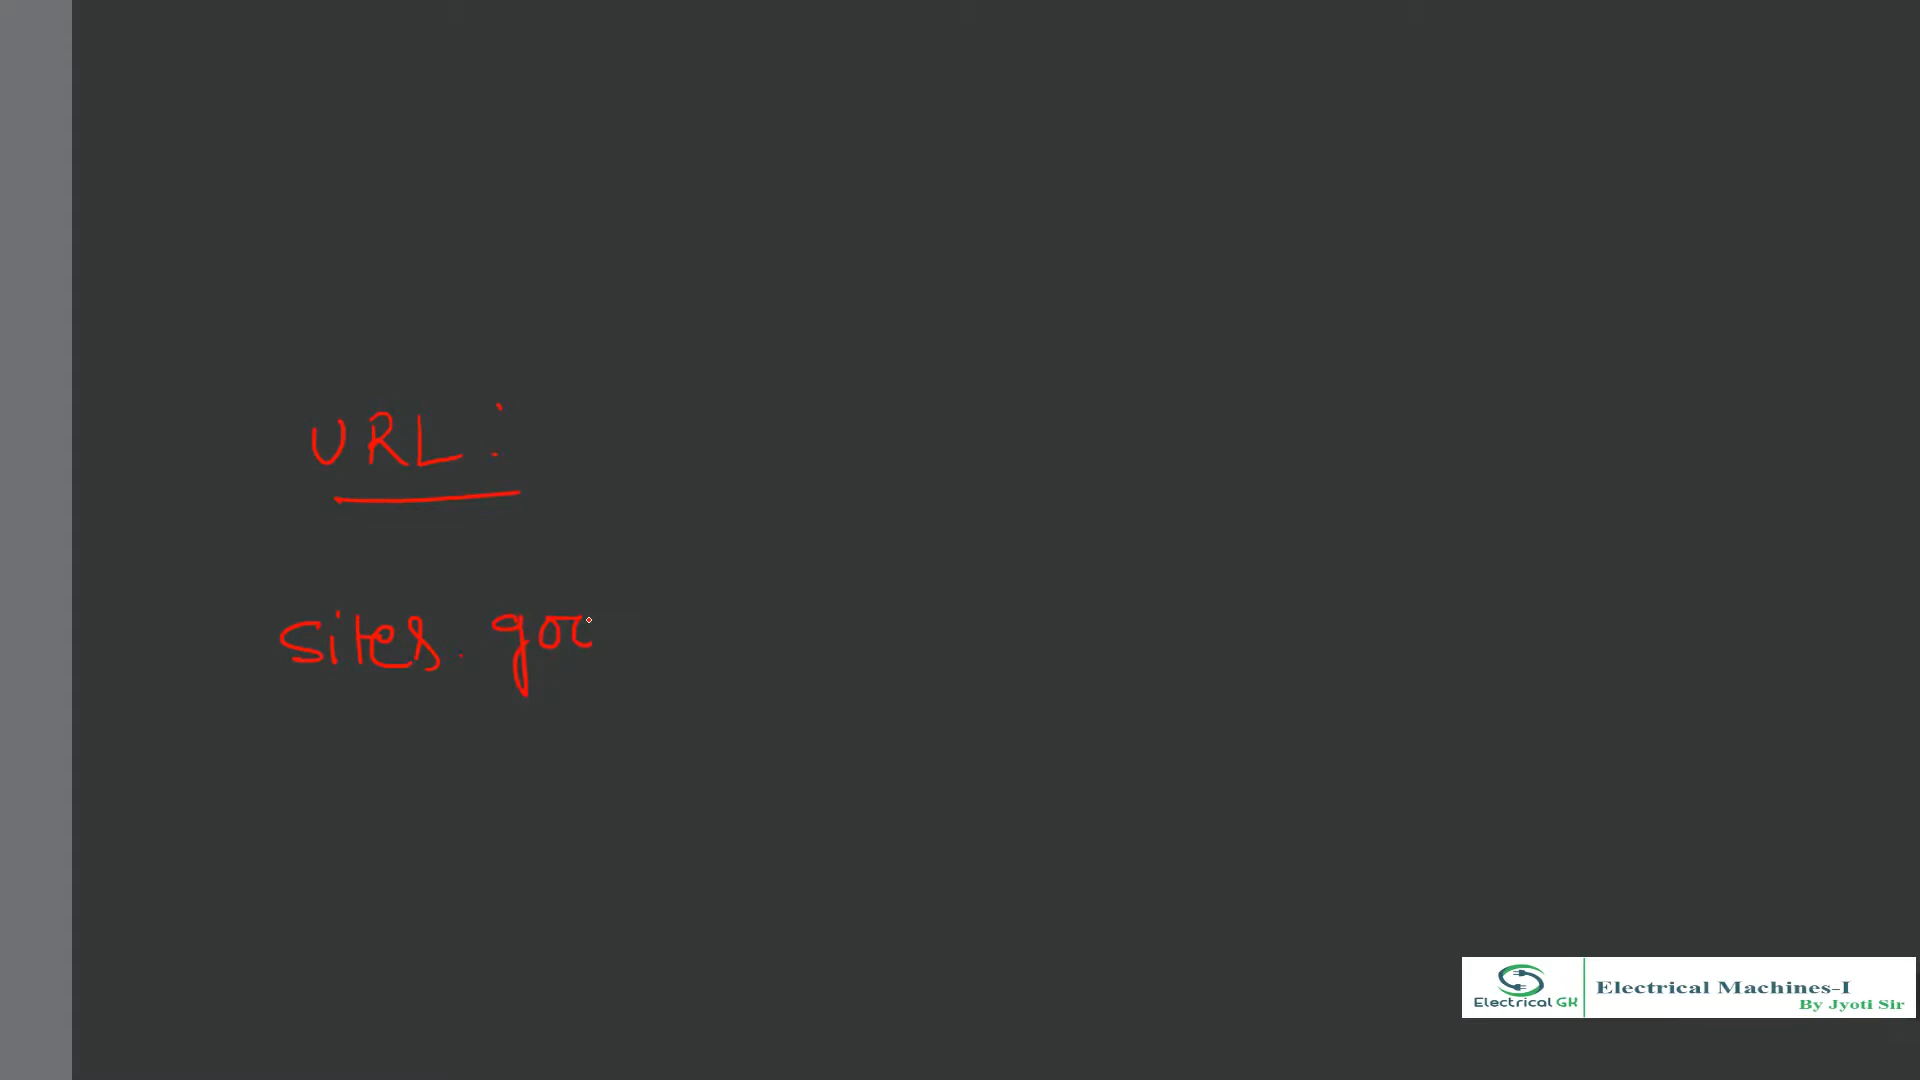 URL:
sites.goo
Electrical GK
Electrical Machines-I
By Jyoti Sir